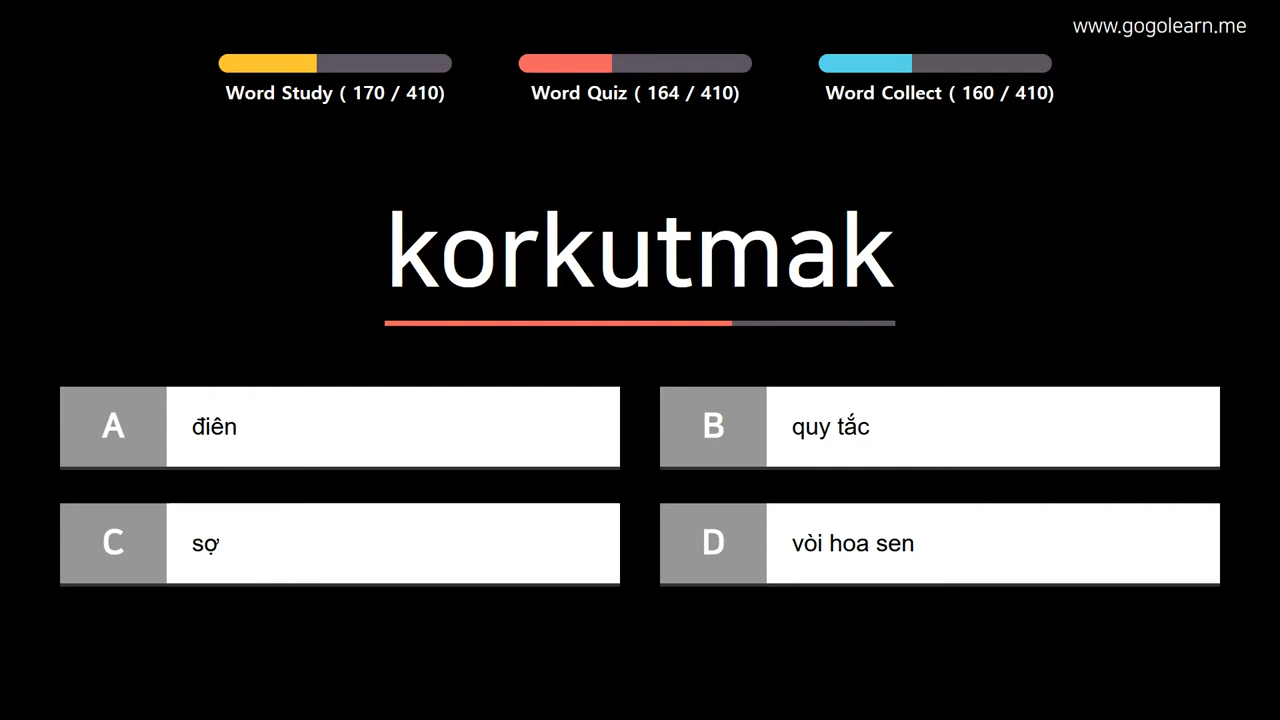 www.gogolearn.me
Word Study ( 170 / 410)
Word Quiz ( 164 / 410)
Word Collect ( 160 / 410)
korkutmak
A điên
B quy tắc
C sợ
D vòi hoa sen